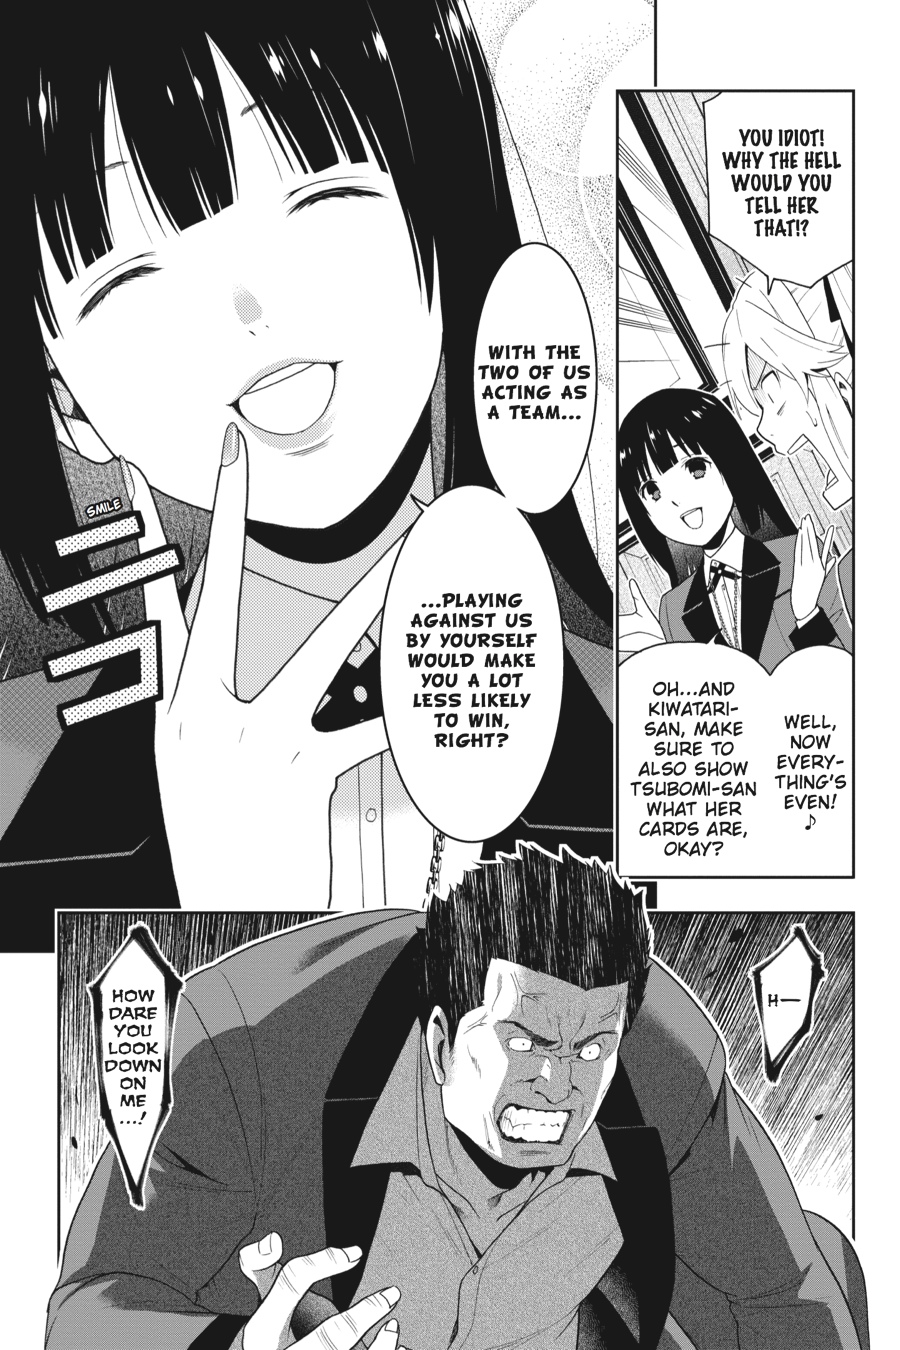 YOU IDIOT!
WHY THE HELL
WOULD YOU
TELL HER
THAT!?
WELL,
NOW
EVERY-
THING'S
EVEN!
♪
OH...AND
KIWATARI-
SAN, MAKE
SURE TO
ALSO SHOW
TSUBOMI-SAN
WHAT HER
CARDS ARE,
OKAY?
WITH THE
TWO OF US
ACTING AS
A TEAM...
...PLAYING
AGAINST US
BY YOURSELF
WOULD MAKE
YOU A LOT
LESS LIKELY
TO WIN,
RIGHT?
SMILE
ニコ
H—
HOW
DARE
YOU
LOOK
DOWN
ON
ME
...!